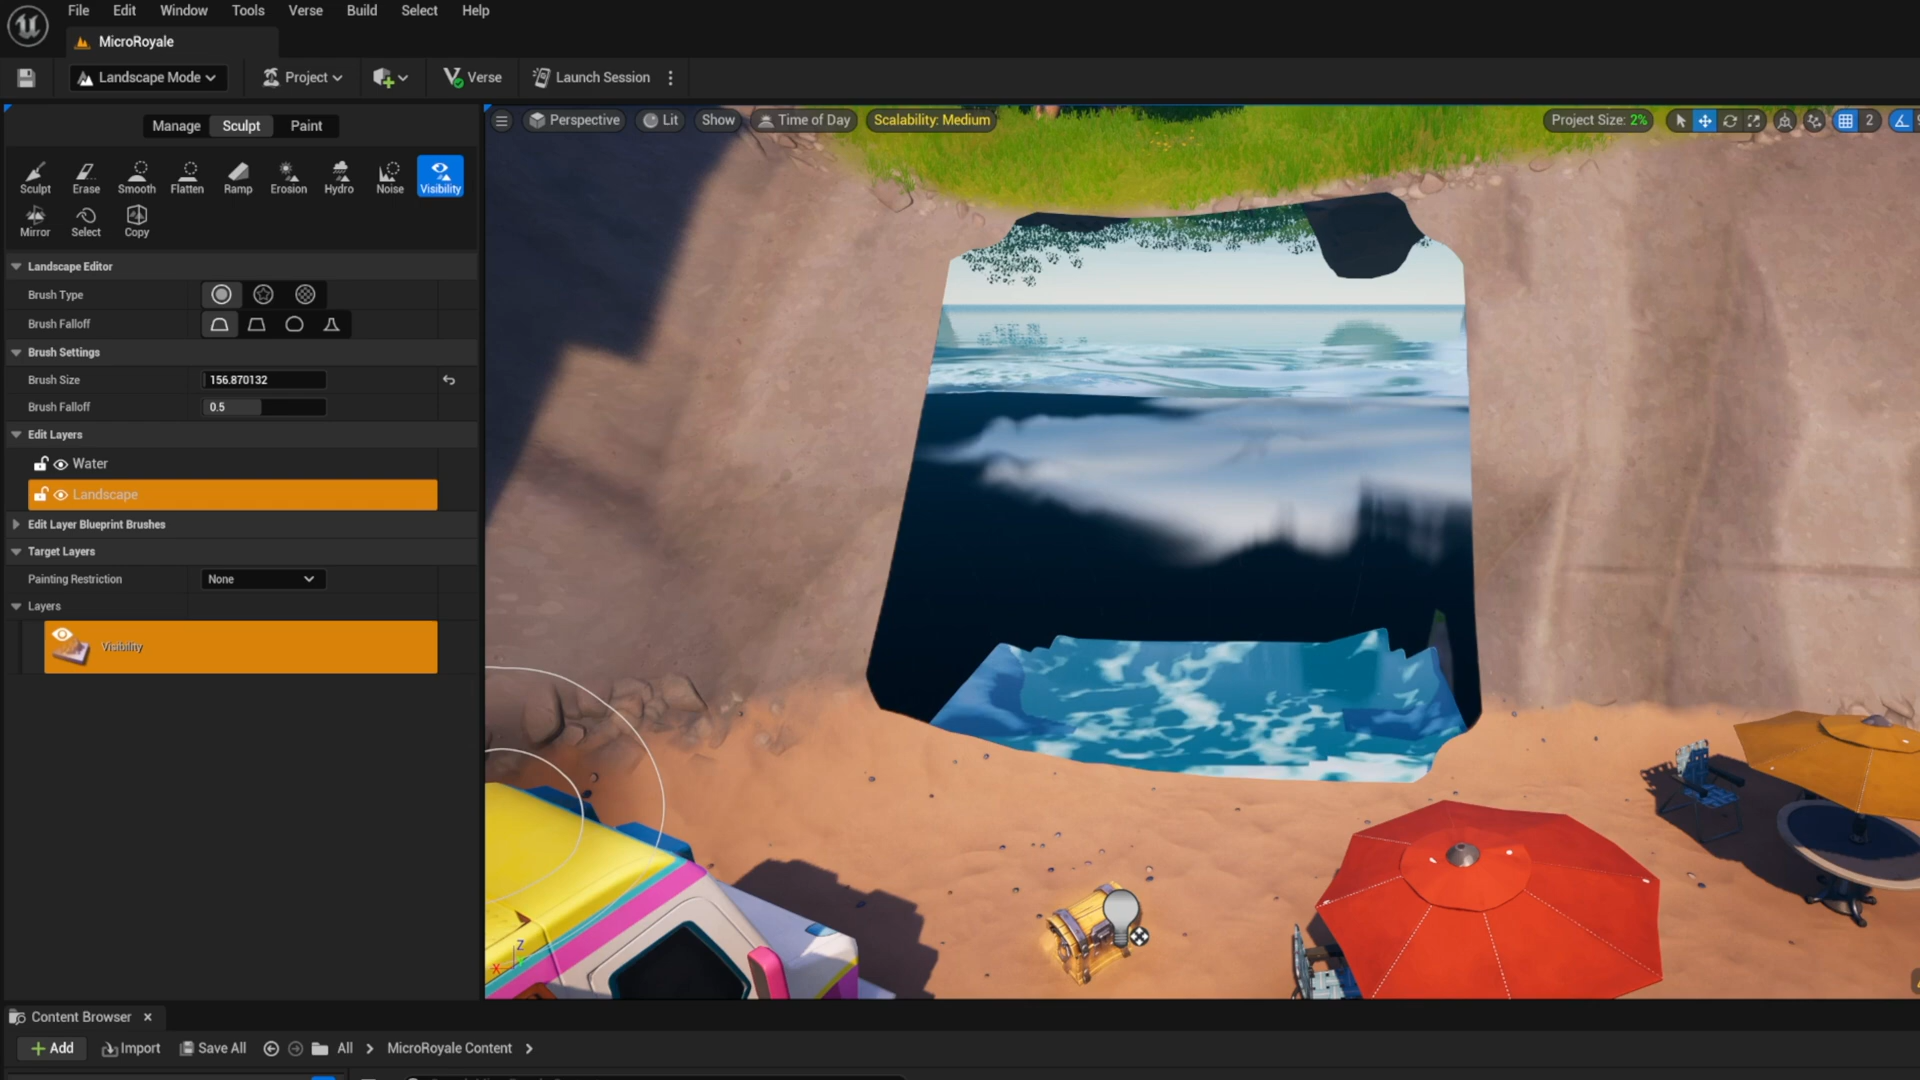 File Edit Window Tools Verse Build Select Help
MicroRoyale
Landscape Mode Project Verse Launch Session
Manage Sculpt Paint
Perspective Lit Show Time of Day Scalability: Medium Project Size: 2% 2
Sculpt Erase Smooth Flatten Ramp Erosion Hydro Noise Visibility
Mirror Select Copy
Landscape Editor
Brush Type
Brush Falloff
Brush Settings
Brush Size 156.870132
Brush Falloff 0.5
Edit Layers
Water
Landscape
Edit Layer Blueprint Brushes
Target Layers
Painting Restriction None
Layers
Visibility
Z
X
Content Browser
+ Add Import Save All All > MicroRoyale Content >